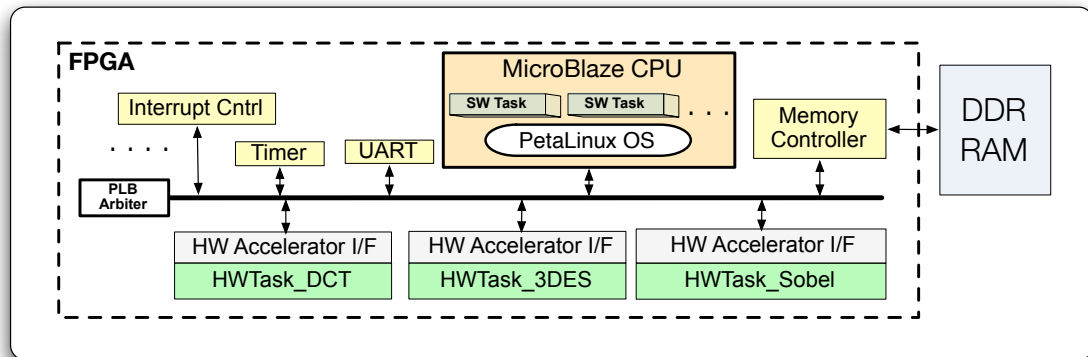 FPGA
MicroBlaze CPU
SW Task
SW Task
. . .
PetaLinux OS
Interrupt Cntrl
. . . .
Timer
UART
Memory
Controller
DDR
RAM
PLB
Arbiter
HW Accelerator I/F
HWTask_DCT
HW Accelerator I/F
HWTask_3DES
HW Accelerator I/F
HWTask_Sobel